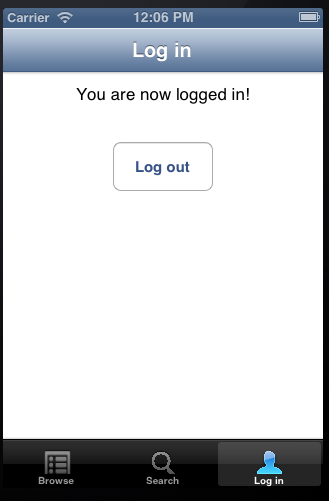 Carrier 12:06 PM
Log in
You are now logged in!
Log out
Browse Search Log in